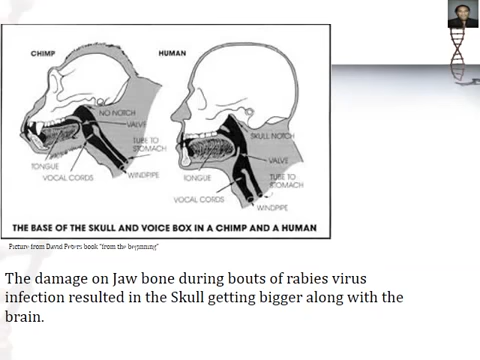 CHIMP
HUMAN
NO NOTCH
VALVE
SKULL NOTCH
TUBE TO
STOMACH
VALVE
TONGUE
TONGUE
TUBE TO
STOMACH
VOCAL CORDS
WINDPIPE
VOCAL CORDS
WINDPIPE
THE BASE OF THE SKULL AND VOICE BOX IN A CHIMP AND A HUMAN
Picture from David Peters book "from the beginning"
The damage on Jaw bone during bouts of rabies virus
infection resulted in the Skull getting bigger along with the
brain.